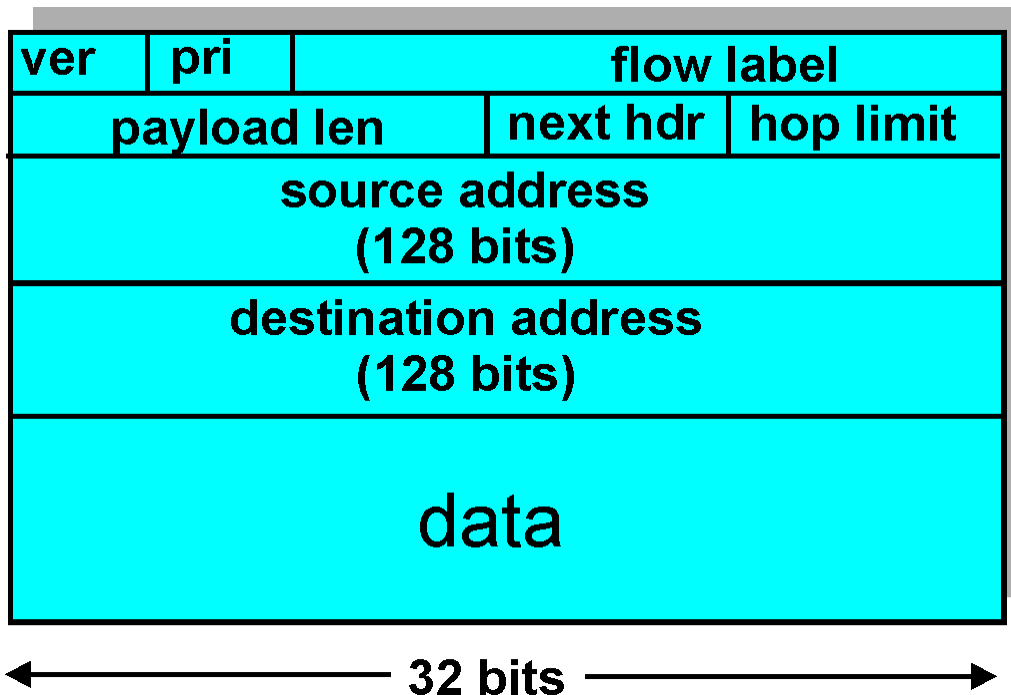 ver pri flow label
payload len next hdr hop limit
source address
(128 bits)
destination address
(128 bits)
data
32 bits